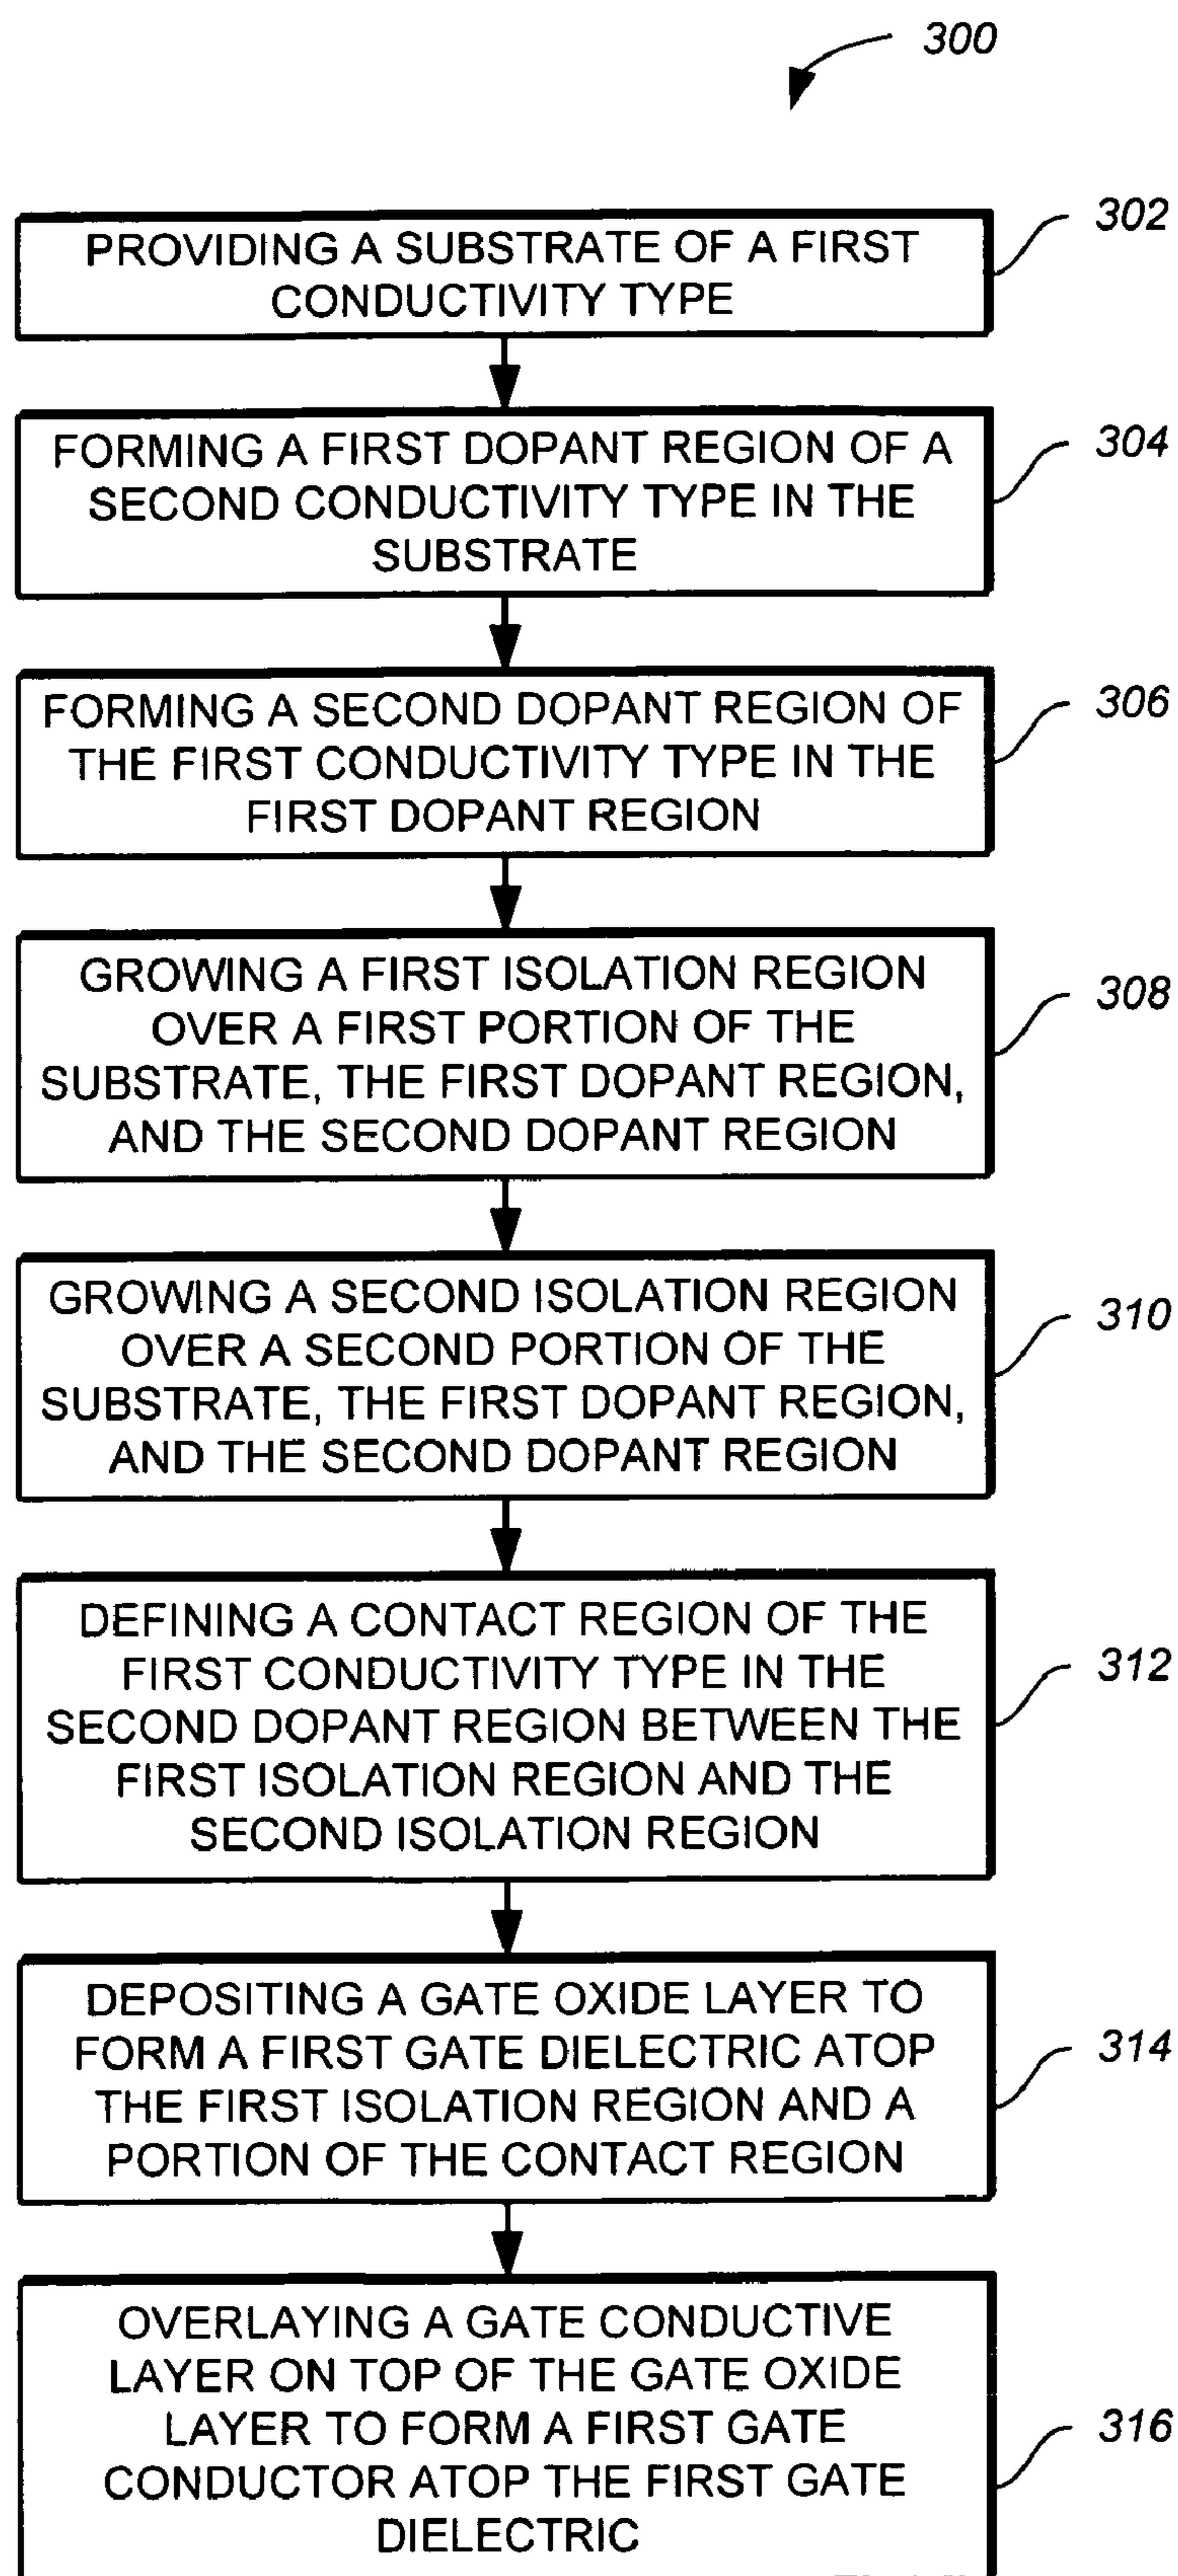 300
302
PROVIDING A SUBSTRATE OF A FIRST
CONDUCTIVITY TYPE
304
FORMING A FIRST DOPANT REGION OF A
SECOND CONDUCTIVITY TYPE IN THE
SUBSTRATE
306
FORMING A SECOND DOPANT REGION OF
THE FIRST CONDUCTIVITY TYPE IN THE
FIRST DOPANT REGION
308
GROWING A FIRST ISOLATION REGION
OVER A FIRST PORTION OF THE
SUBSTRATE, THE FIRST DOPANT REGION,
AND THE SECOND DOPANT REGION
310
GROWING A SECOND ISOLATION REGION
OVER A SECOND PORTION OF THE
SUBSTRATE, THE FIRST DOPANT REGION,
AND THE SECOND DOPANT REGION
312
DEFINING A CONTACT REGION OF THE
FIRST CONDUCTIVITY TYPE IN THE
SECOND DOPANT REGION BETWEEN THE
FIRST ISOLATION REGION AND THE
SECOND ISOLATION REGION
314
DEPOSITING A GATE OXIDE LAYER TO
FORM A FIRST GATE DIELECTRIC ATOP
THE FIRST ISOLATION REGION AND A
PORTION OF THE CONTACT REGION
316
OVERLAYING A GATE CONDUCTIVE
LAYER ON TOP OF THE GATE OXIDE
LAYER TO FORM A FIRST GATE
CONDUCTOR ATOP THE FIRST GATE
DIELECTRIC